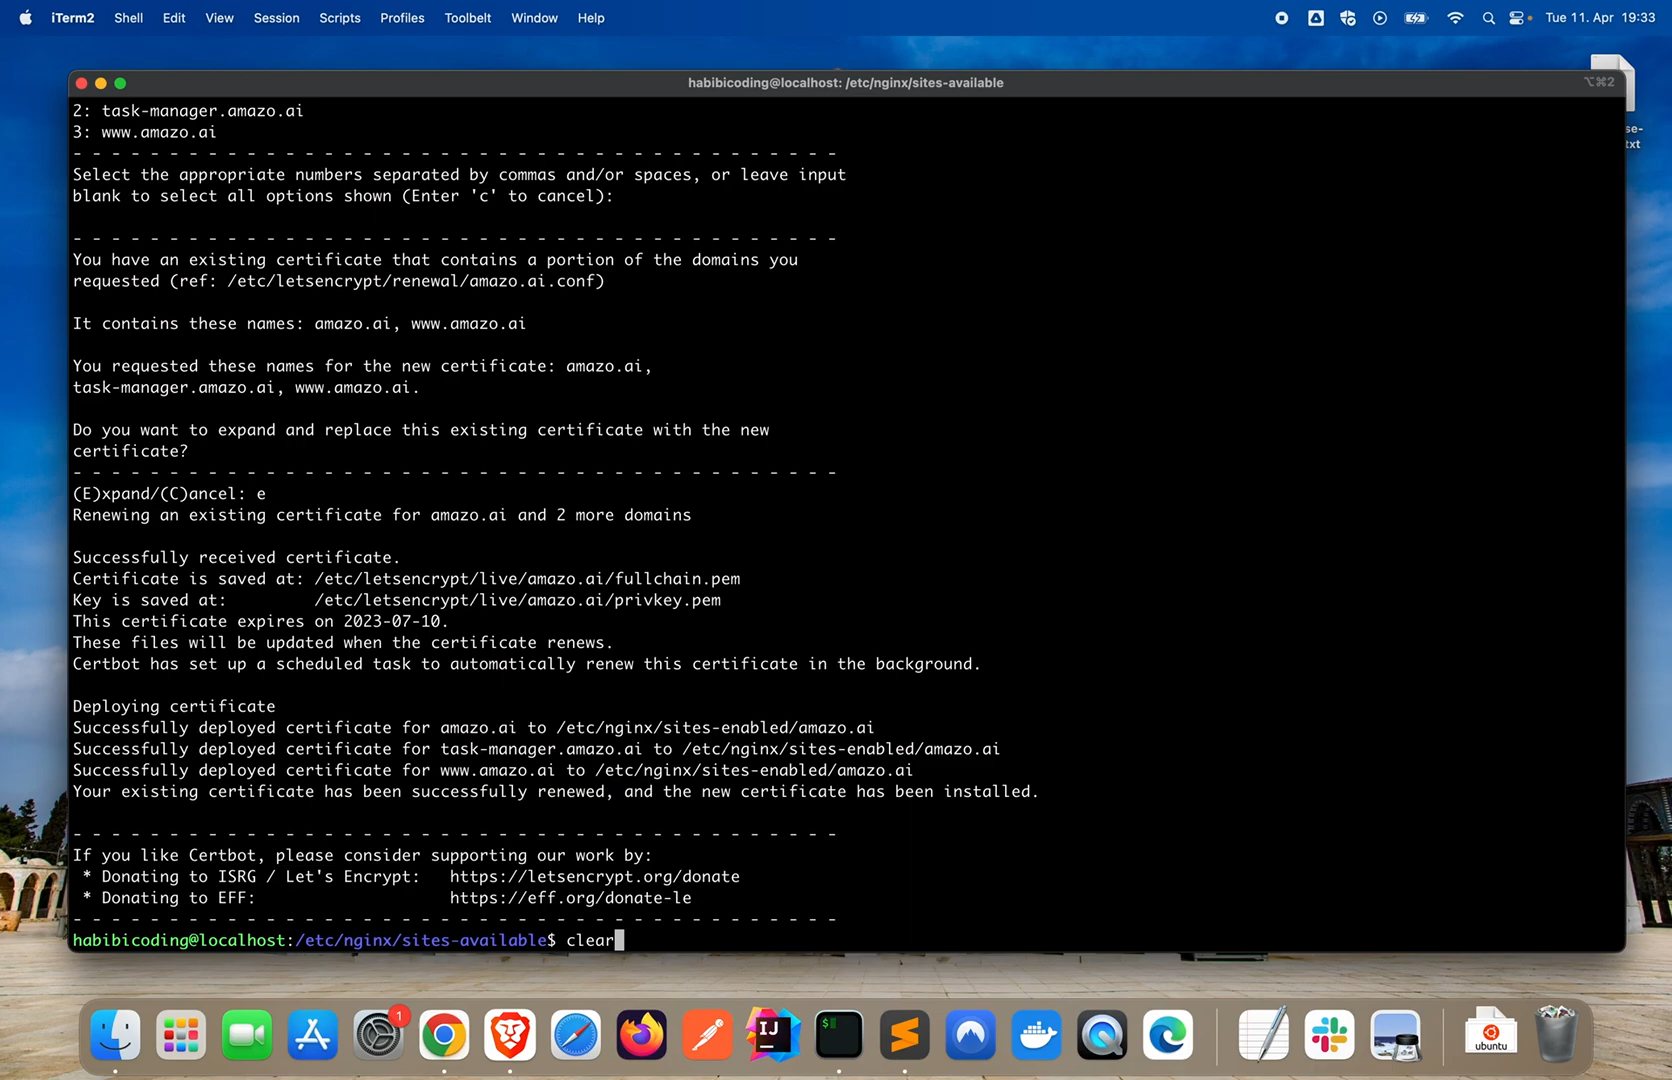 iTerm2 Shell Edit View Session Scripts Profiles Toolbelt Window Help Tue 11. Apr 19:33
habibicoding@localhost: /etc/nginx/sites-available ⌥⌘2
se-
txt
2: task-manager.amazo.ai
3: www.amazo.ai
- - - - - - - - - - - - - - - - - - - - - - - - - - - - - - - - - - - - - - - -
Select the appropriate numbers separated by commas and/or spaces, or leave input
blank to select all options shown (Enter 'c' to cancel):
- - - - - - - - - - - - - - - - - - - - - - - - - - - - - - - - - - - - - - - -
You have an existing certificate that contains a portion of the domains you
requested (ref: /etc/letsencrypt/renewal/amazo.ai.conf)
It contains these names: amazo.ai, www.amazo.ai
You requested these names for the new certificate: amazo.ai,
task-manager.amazo.ai, www.amazo.ai.
Do you want to expand and replace this existing certificate with the new
certificate?
- - - - - - - - - - - - - - - - - - - - - - - - - - - - - - - - - - - - - - - -
(E)xpand/(C)ancel: e
Renewing an existing certificate for amazo.ai and 2 more domains
Successfully received certificate.
Certificate is saved at: /etc/letsencrypt/live/amazo.ai/fullchain.pem
Key is saved at: /etc/letsencrypt/live/amazo.ai/privkey.pem
This certificate expires on 2023-07-10.
These files will be updated when the certificate renews.
Certbot has set up a scheduled task to automatically renew this certificate in the background.
Deploying certificate
Successfully deployed certificate for amazo.ai to /etc/nginx/sites-enabled/amazo.ai
Successfully deployed certificate for task-manager.amazo.ai to /etc/nginx/sites-enabled/amazo.ai
Successfully deployed certificate for www.amazo.ai to /etc/nginx/sites-enabled/amazo.ai
Your existing certificate has been successfully renewed, and the new certificate has been installed.
- - - - - - - - - - - - - - - - - - - - - - - - - - - - - - - - - - - - - - - -
If you like Certbot, please consider supporting our work by:
* Donating to ISRG / Let's Encrypt: https://letsencrypt.org/donate
* Donating to EFF: https://eff.org/donate-le
- - - - - - - - - - - - - - - - - - - - - - - - - - - - - - - - - - - - - - - -
habibicoding@localhost:/etc/nginx/sites-available$ clear
1
IJ
$
ubuntu